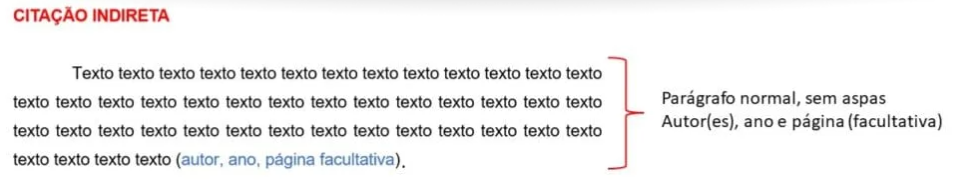 CITAÇÃO INDIRETA
Texto texto texto texto texto texto texto texto texto texto texto texto texto
texto texto texto texto texto texto texto texto texto texto texto texto texto texto
texto texto texto texto texto texto texto texto texto texto texto texto texto texto
texto texto texto texto (autor, ano, página facultativa).
Parágrafo normal, sem aspas
Autor(es), ano e página (facultativa)